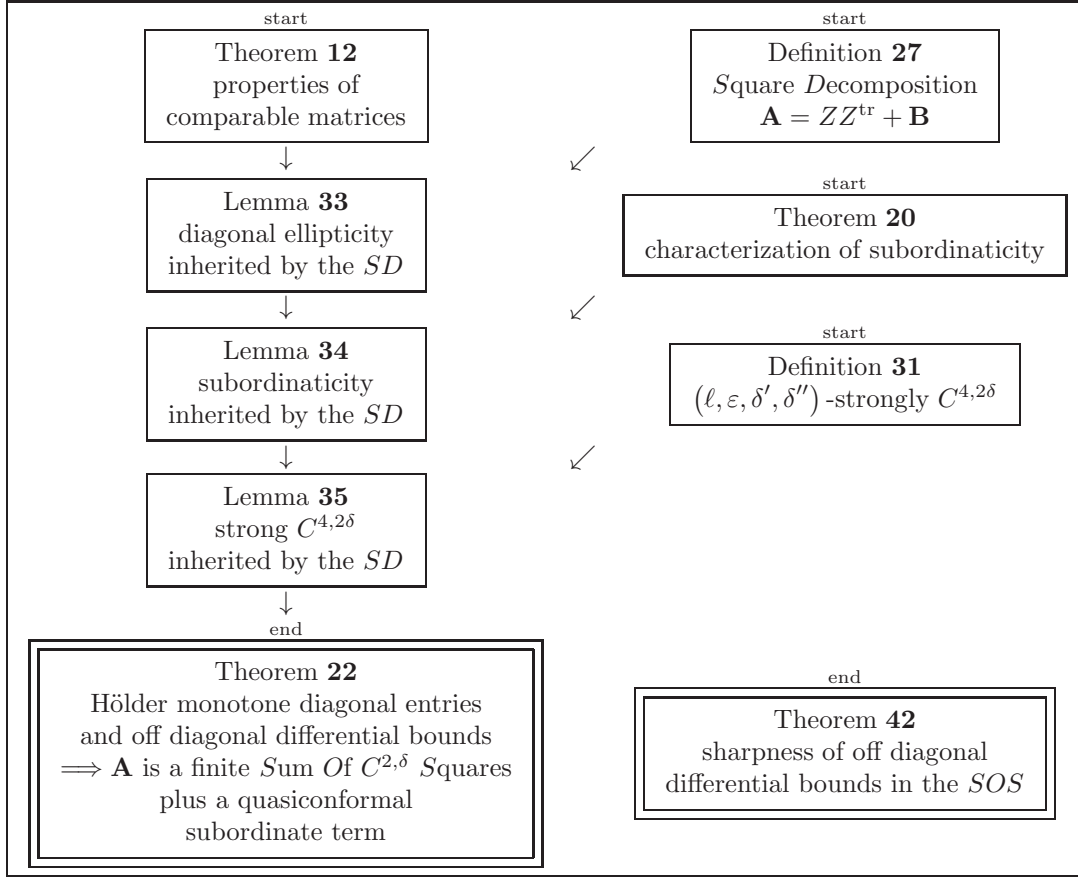 start
Theorem 12
properties of
comparable matrices
start
Definition 27
Square Decomposition
A = ZZ^tr + B
↓
↙
Lemma 33
diagonal ellipticity
inherited by the SD
start
Theorem 20
characterization of subordinaticity
↓
↙
Lemma 34
subordinaticity
inherited by the SD
start
Definition 31
(ℓ, ε, δ′, δ″) -strongly C^{4,2δ}
↓
↙
Lemma 35
strong C^{4,2δ}
inherited by the SD
↓
end
Theorem 22
Hölder monotone diagonal entries
and off diagonal differential bounds
⟹ A is a finite Sum Of C^{2,δ} Squares
plus a quasiconformal
subordinate term
end
Theorem 42
sharpness of off diagonal
differential bounds in the SOS